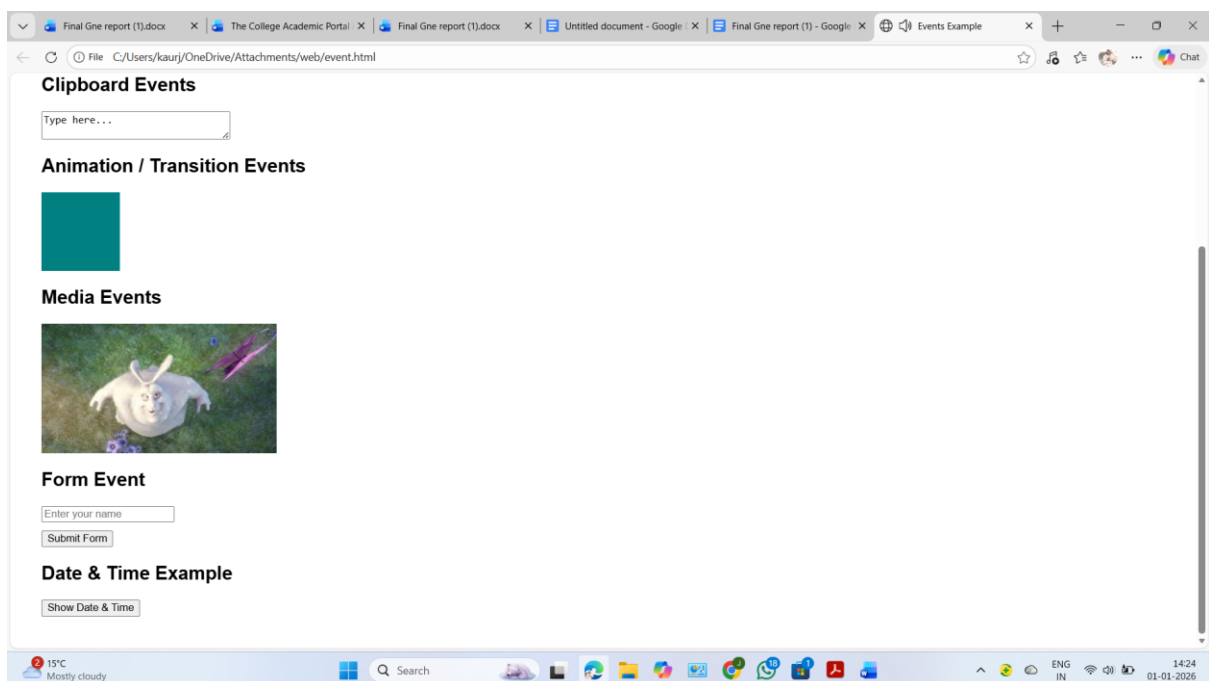 Final Gne report (1).docx
The College Academic Portal
Final Gne report (1).docx
Untitled document - Google
Final Gne report (1) - Google
Events Example
File C:/Users/kaurj/OneDrive/Attachments/web/event.html
Chat
Clipboard Events
Type here...
Animation / Transition Events
Media Events
Form Event
Enter your name
Submit Form
Date & Time Example
Show Date & Time
2
15°C
Mostly cloudy
Search
18
ENG
IN
14:24
01-01-2026